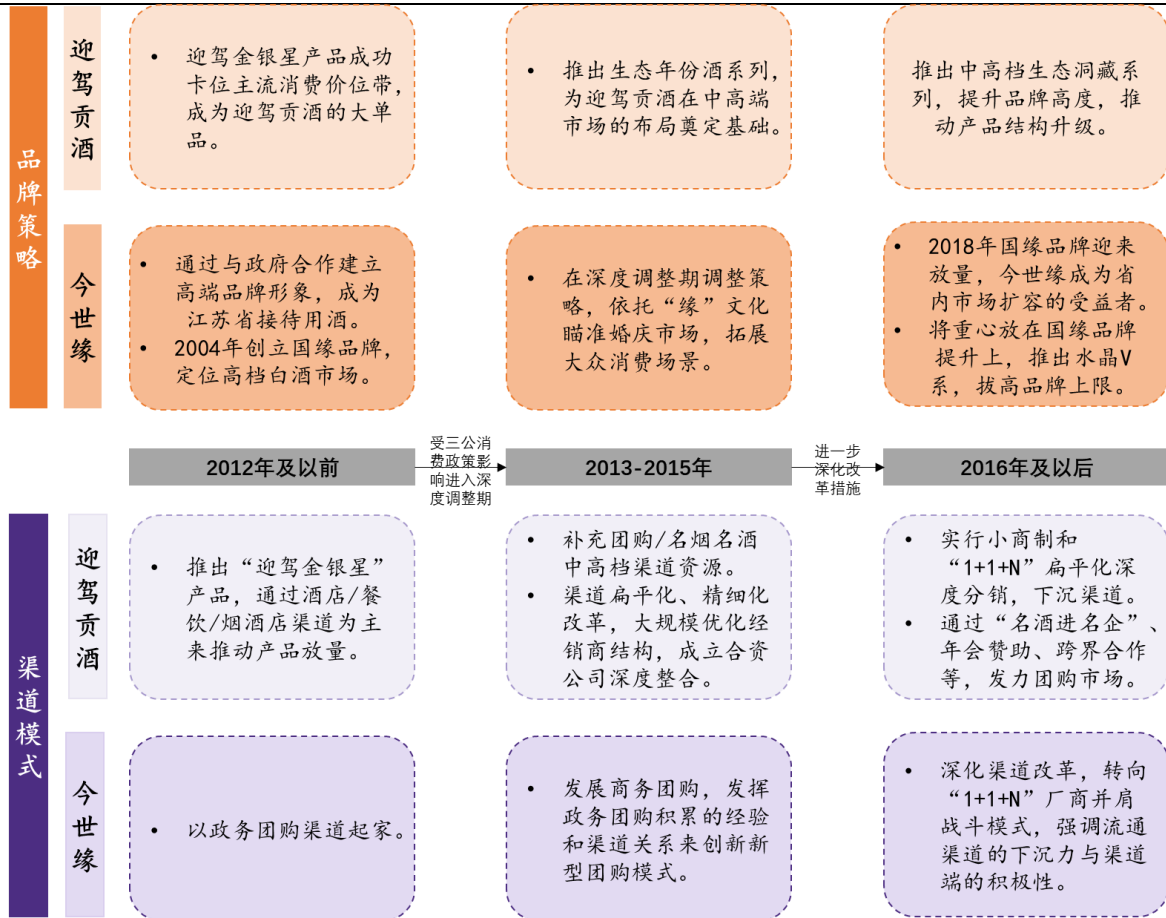 品牌策略
迎驾贡酒
• 迎驾金银星产品成功
卡位主流消费价位带，
成为迎驾贡酒的大单
品。
• 推出生态年份酒系列，
为迎驾贡酒在中高端
市场的布局奠定基础。
推出中高档生态洞藏系
列，提升品牌高度，推
动产品结构升级。
今世缘
• 通过与政府合作建立
高端品牌形象，成为
江苏省接待用酒。
• 2004年创立国缘品牌，
定位高档白酒市场。
• 在深度调整期调整策
略，依托“缘”文化
瞄准婚庆市场，拓展
大众消费场景。
• 2018年国缘品牌迎来
放量，今世缘成为省
内市场扩容的受益者。
• 将重心放在国缘品牌
提升上，推出水晶V
系，拔高品牌上限。
2012年及以前
受三公消
费政策影
响进入深
度调整期
2013-2015年
进一步
深化改
革措施
2016年及以后
渠道模式
迎驾贡酒
• 推出“迎驾金银星”
产品，通过酒店/餐
饮/烟酒店渠道为主
来推动产品放量。
• 补充团购/名烟名酒
中高档渠道资源。
• 渠道扁平化、精细化
改革，大规模优化经
销商结构，成立合资
公司深度整合。
• 实行小商制和
“1+1+N”扁平化深
度分销，下沉渠道。
• 通过“名酒进名企”、
年会赞助、跨界合作
等，发力团购市场。
今世缘
• 以政务团购渠道起家。
• 发展商务团购，发挥
政务团购积累的经验
和渠道关系来创新新
型团购模式。
• 深化渠道改革，转向
“1+1+N”厂商并肩
战斗模式，强调流通
渠道的下沉力与渠道
端的积极性。